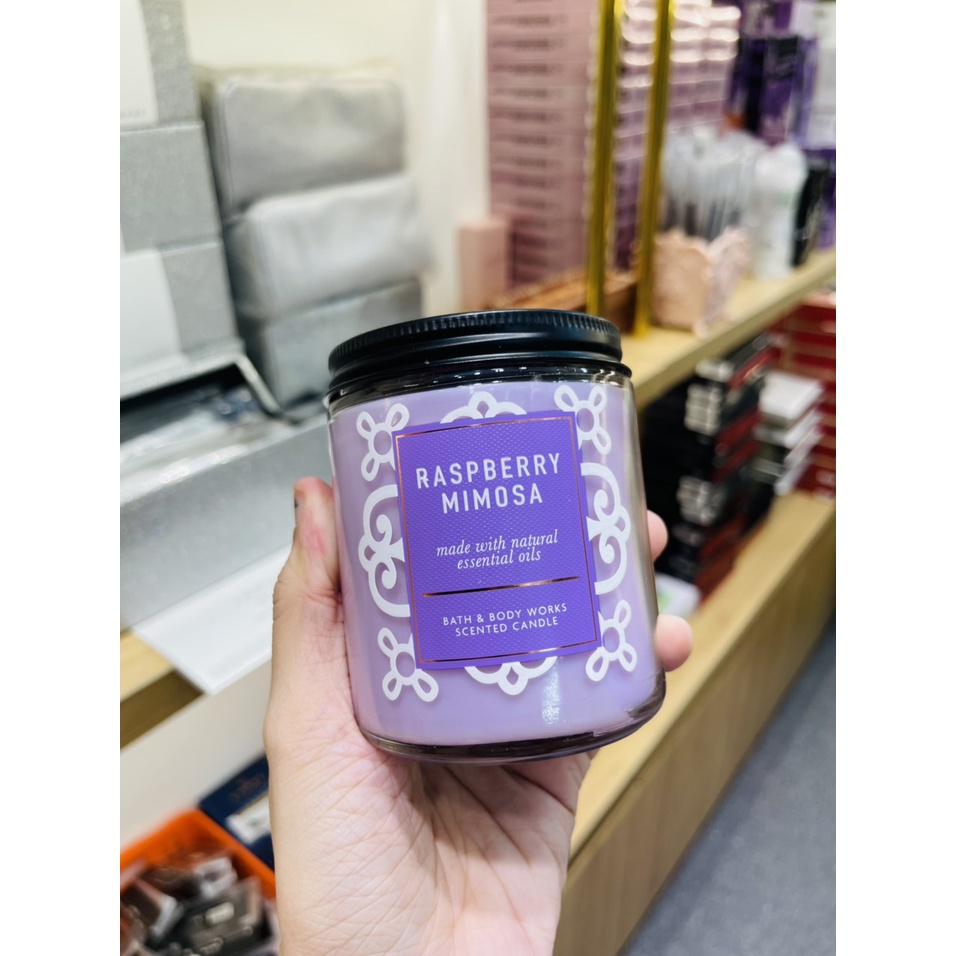 RASPBERRY
MIMOSA
made with natural
essential oils
BATH & BODY WORKS
SCENTED CANDLE